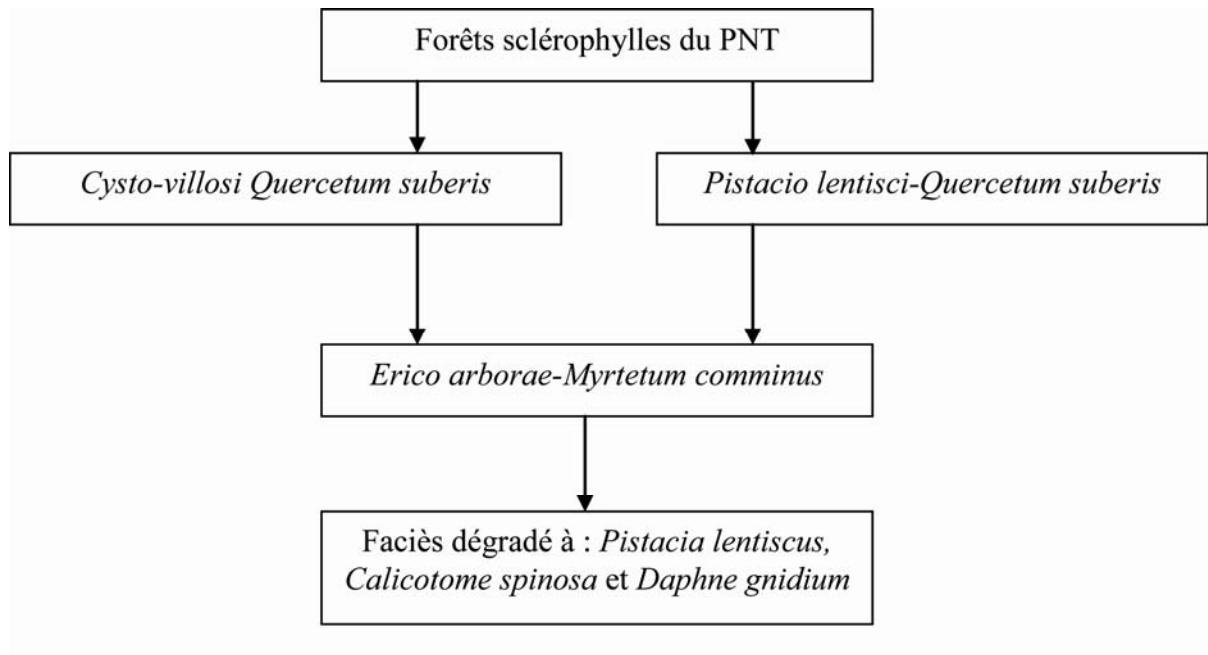 Forêts sclérophylles du PNT
Cysto-villosi Quercetum suberis
Pistacio lentisci-Quercetum suberis
Erico arborae-Myrtetum comminus
Faciès dégradé à : Pistacia lentiscus,
Calicotome spinosa et Daphne gnidium